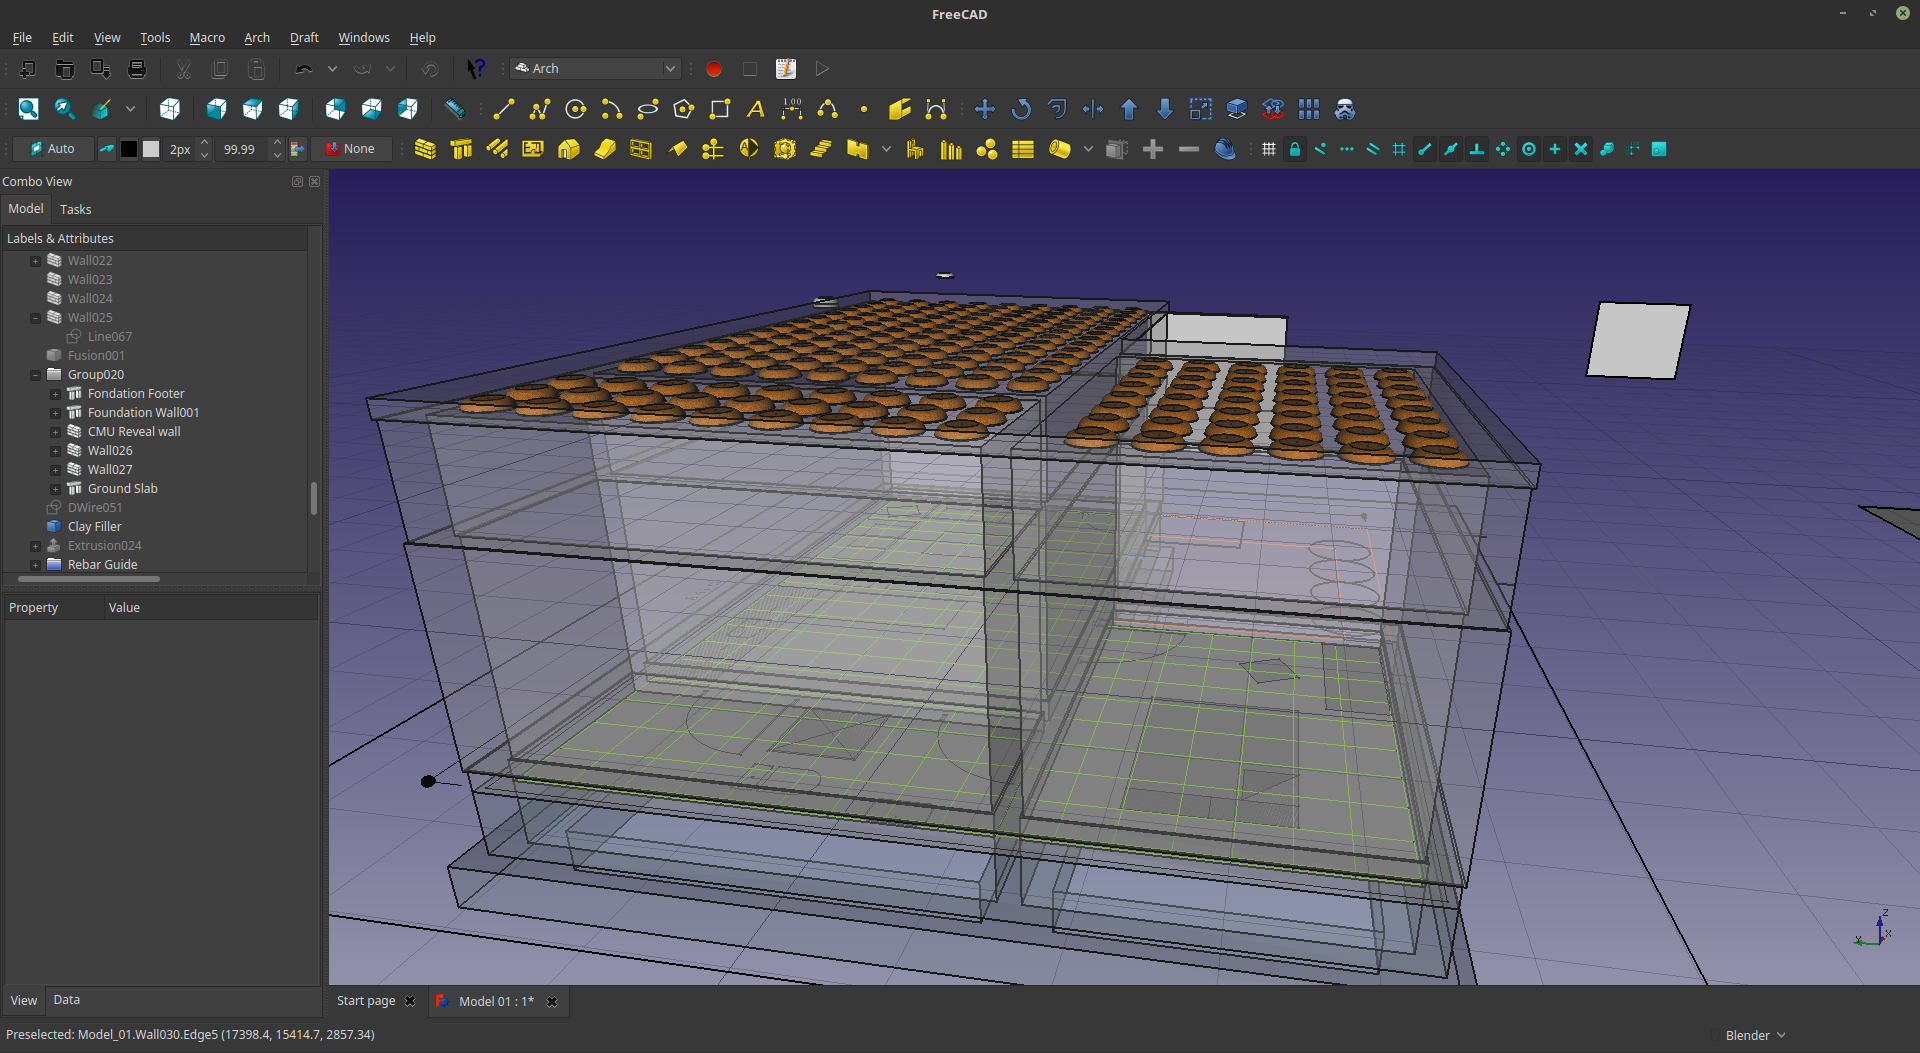 FreeCAD
File Edit View Tools Macro Arch Draft Windows Help
Arch
A 1.00
Auto 2px 99.99 None
Combo View
Model Tasks
Labels & Attributes
Wall022
Wall023
Wall024
Wall025
Line067
Fusion001
Group020
Fondation Footer
Foundation Wall001
CMU Reveal wall
Wall026
Wall027
Ground Slab
DWire051
Clay Filler
Extrusion024
Rebar Guide
Property Value
Z
Y X
View Data
Start page Model 01 : 1*
Preselected: Model_01.Wall030.Edge5 (17398.4, 15414.7, 2857.34)
Blender